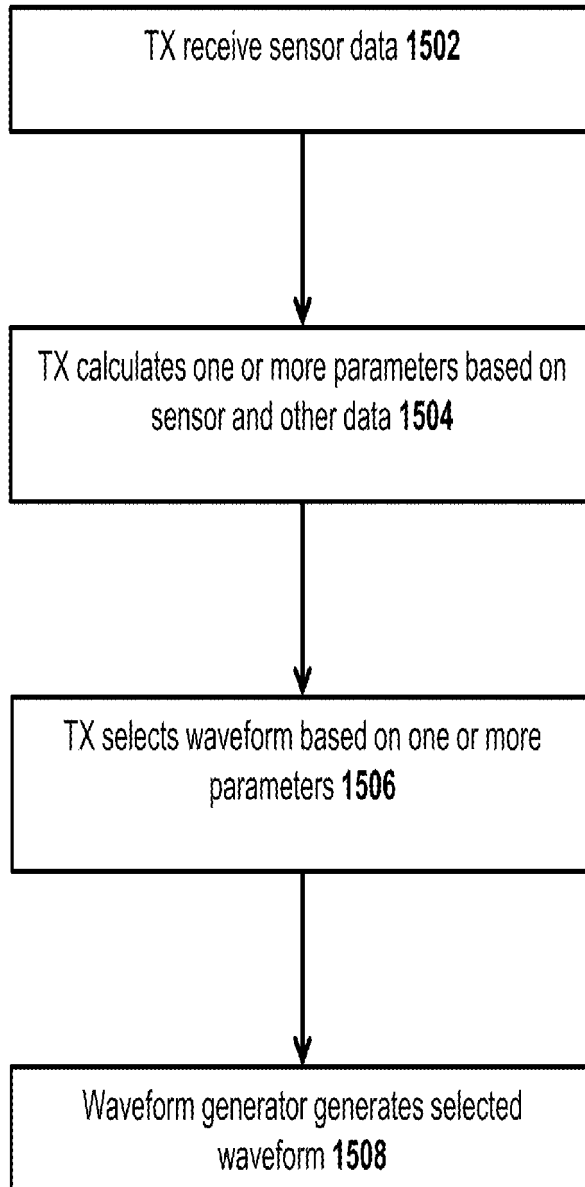 TX receive sensor data 1502
TX calculates one or more parameters based on
sensor and other data 1504
TX selects waveform based on one or more
parameters 1506
Waveform generator generates selected
waveform 1508